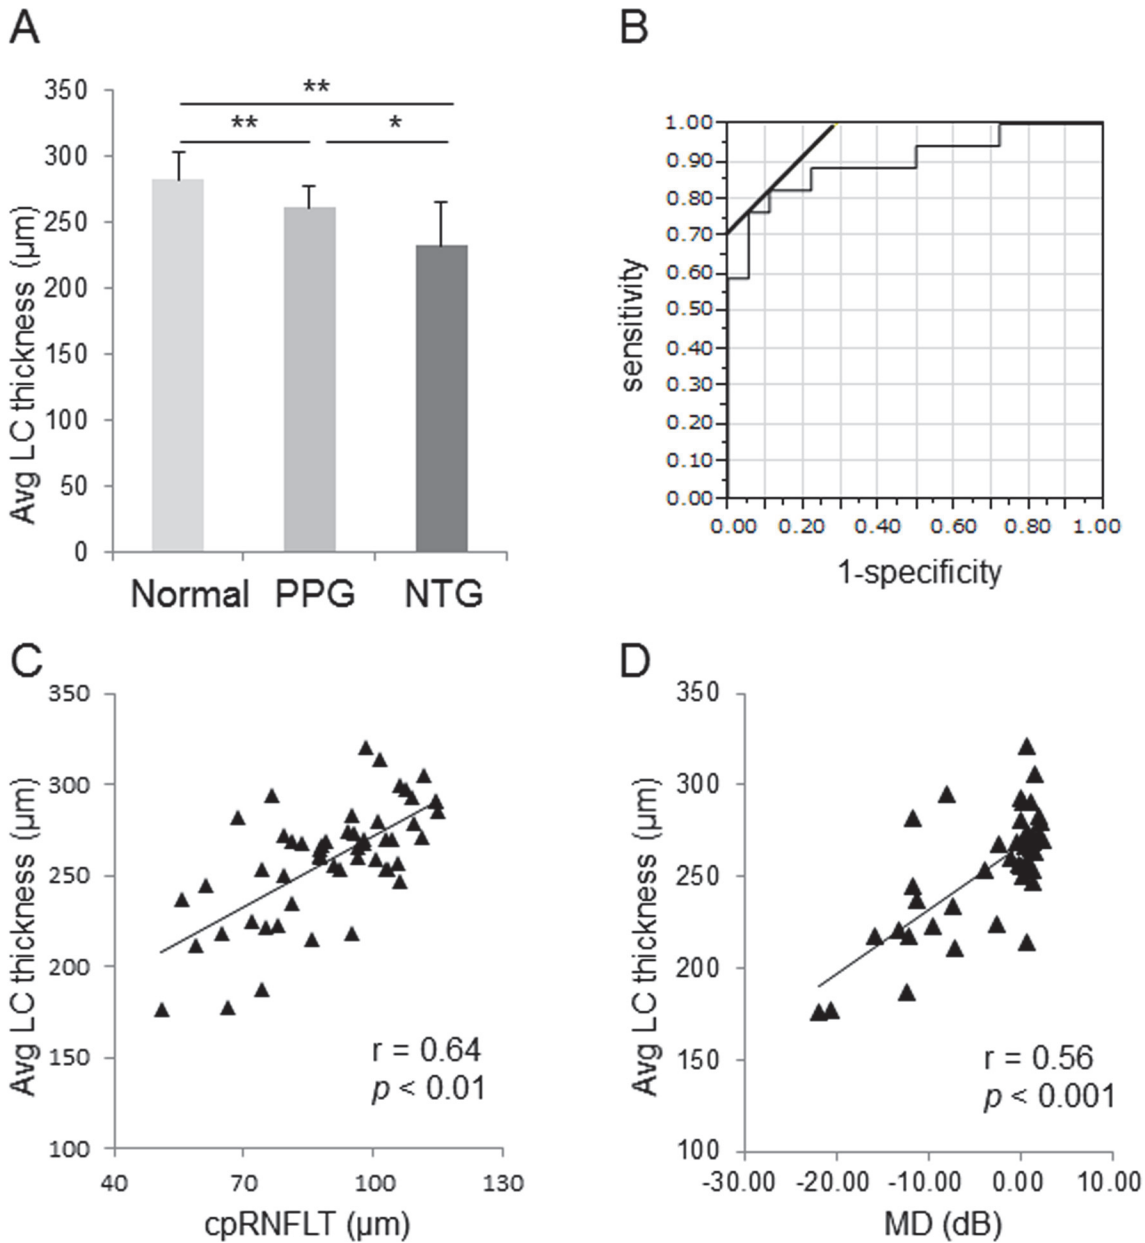 A
Avg LC thickness (µm)
350
300
250
200
150
100
50
0
**
**
*
Normal
PPG
NTG
B
sensitivity
1.00
0.90
0.80
0.70
0.60
0.50
0.40
0.30
0.20
0.10
0.00
0.00 0.20 0.40 0.60 0.80 1.00
1-specificity
C
Avg LC thickness (µm)
350
300
250
200
150
100
r = 0.64
p < 0.01
40 70 100 130
cpRNFLT (µm)
D
Avg LC thickness (µm)
350
300
250
200
150
100
r = 0.56
p < 0.001
-30.00 -20.00 -10.00 0.00 10.00
MD (dB)